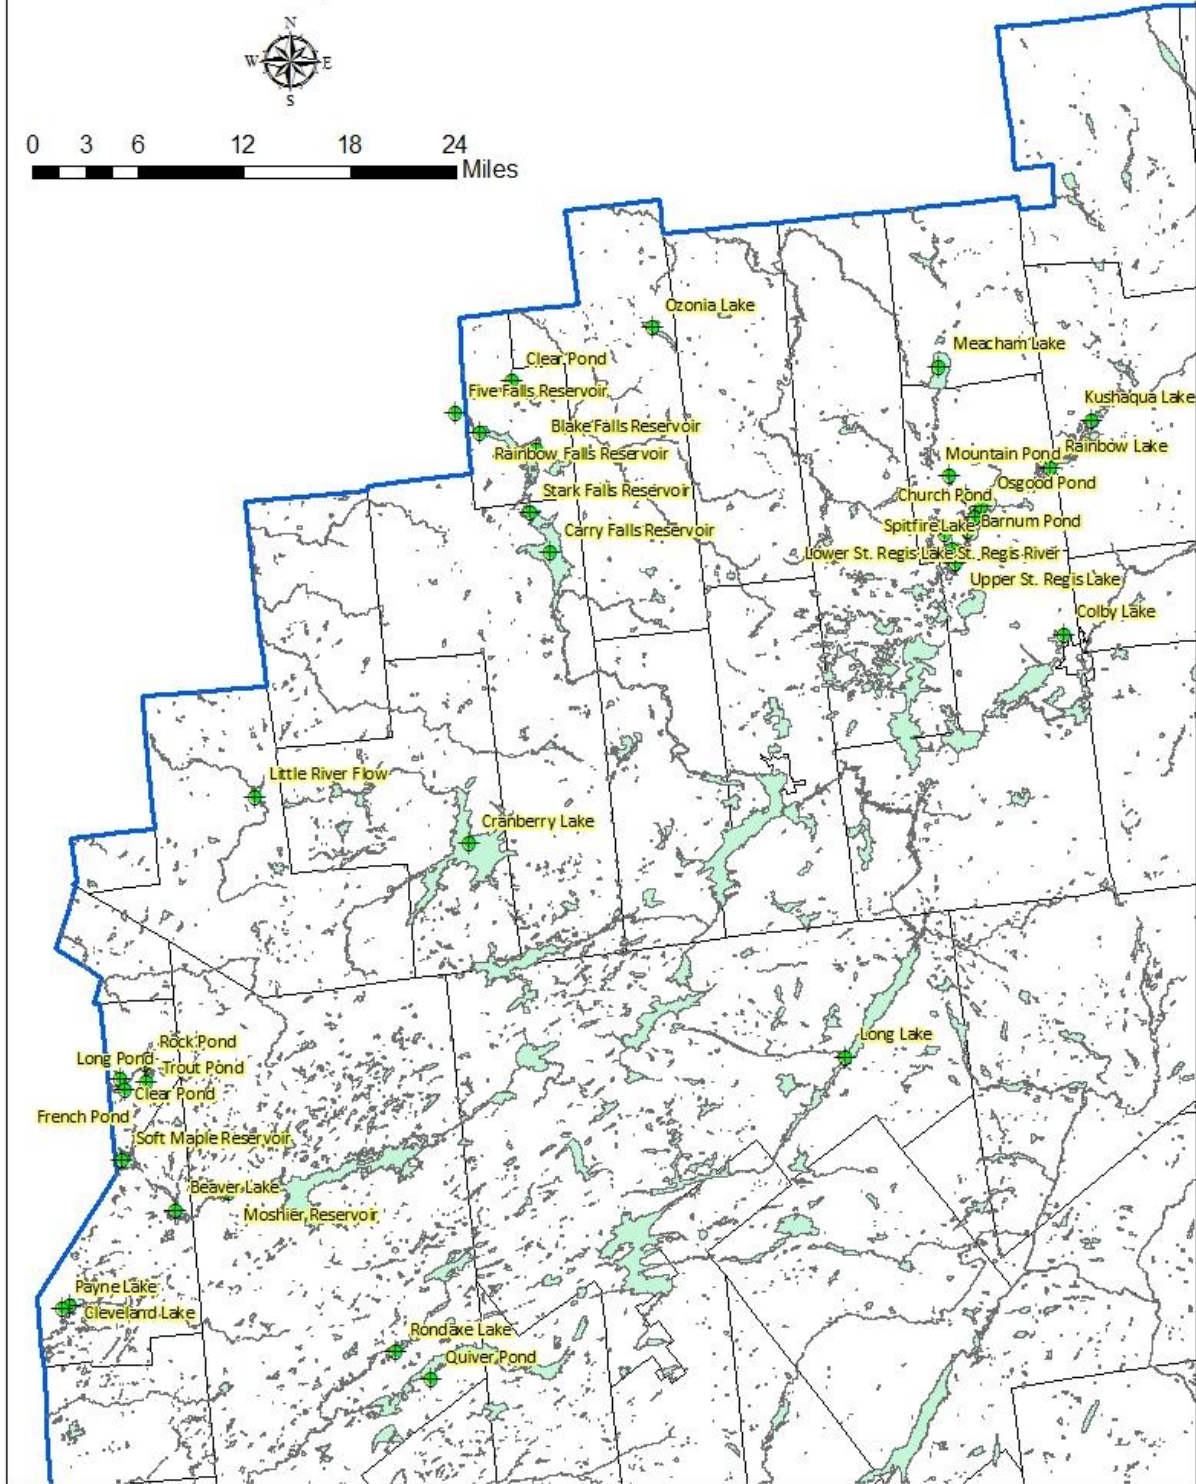 N
W E
S
0 3 6 12 18 24
Miles
Ozonia Lake
Meacham Lake
Clear Pond
Five Falls Reservoir
Kushaqua Lake
Blake Falls Reservoir
Rainbow Lake
Rainbow Falls Reservoir
Mountain Pond
Osgood Pond
Stark Falls Reservoir
Church Pond
Carry Falls Reservoir
Spitfire Lake
Barnum Pond
Lower St. Regis Lake
St. Regis River
Upper St. Regis Lake
Colby Lake
Little River Flow
Cranberry Lake
Long Lake
Rock Pond
Long Pond
Trout Pond
Clear Pond
French Pond
Soft Maple Reservoir
Beaver Lake
Moshier Reservoir
Payne Lake
Cleveland Lake
Rondaxe Lake
Quiver Pond